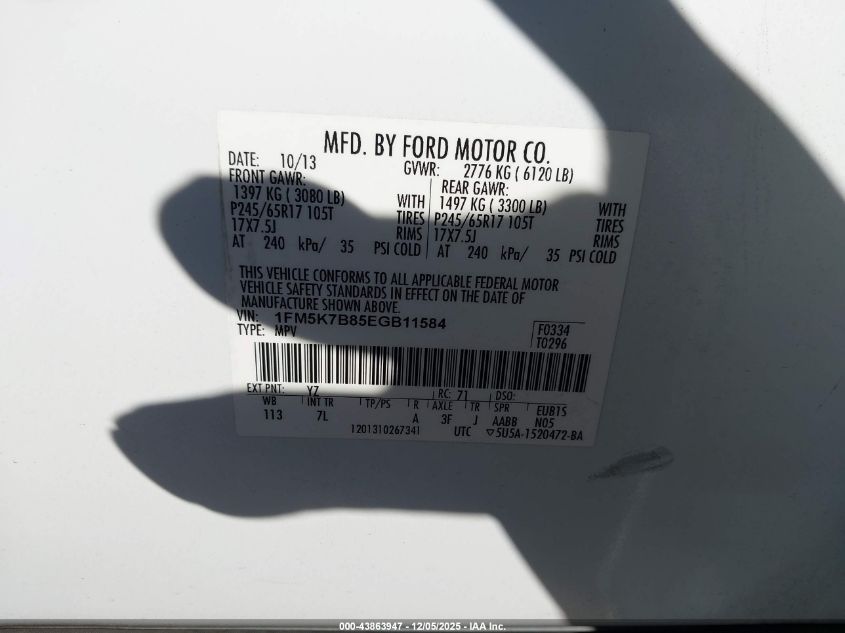 MFD. BY FORD MOTOR CO.
DATE: 10/13 GVWR: 2776 KG ( 6120 LB)
FRONT GAWR: REAR GAWR:
1397 KG ( 3080 LB) WITH 1497 KG ( 3300 LB) WITH
P245/65R17 105T TIRES P245/65R17 105T TIRES
17X7.5J RIMS 17X7.5J RIMS
AT 240 kPa/ 35 PSI COLD AT 240 kPa/ 35 PSI COLD
THIS VEHICLE CONFORMS TO ALL APPLICABLE FEDERAL MOTOR
VEHICLE SAFETY STANDARDS IN EFFECT ON THE DATE OF
MANUFACTURE SHOWN ABOVE.
VIN: 1FM5K7B85EGB11584 F0334
TYPE: MPV T0296
EXT PNT: YZ RC: 71 DSO:
WB INT TR TP/PS R AXLE TR SPR EUB1S
113 7L A 3F J AABB N05
1201310267341 UTC ▽5U5A-1520472-BA
000-43863947 - 12/05/2025 - IAA Inc.